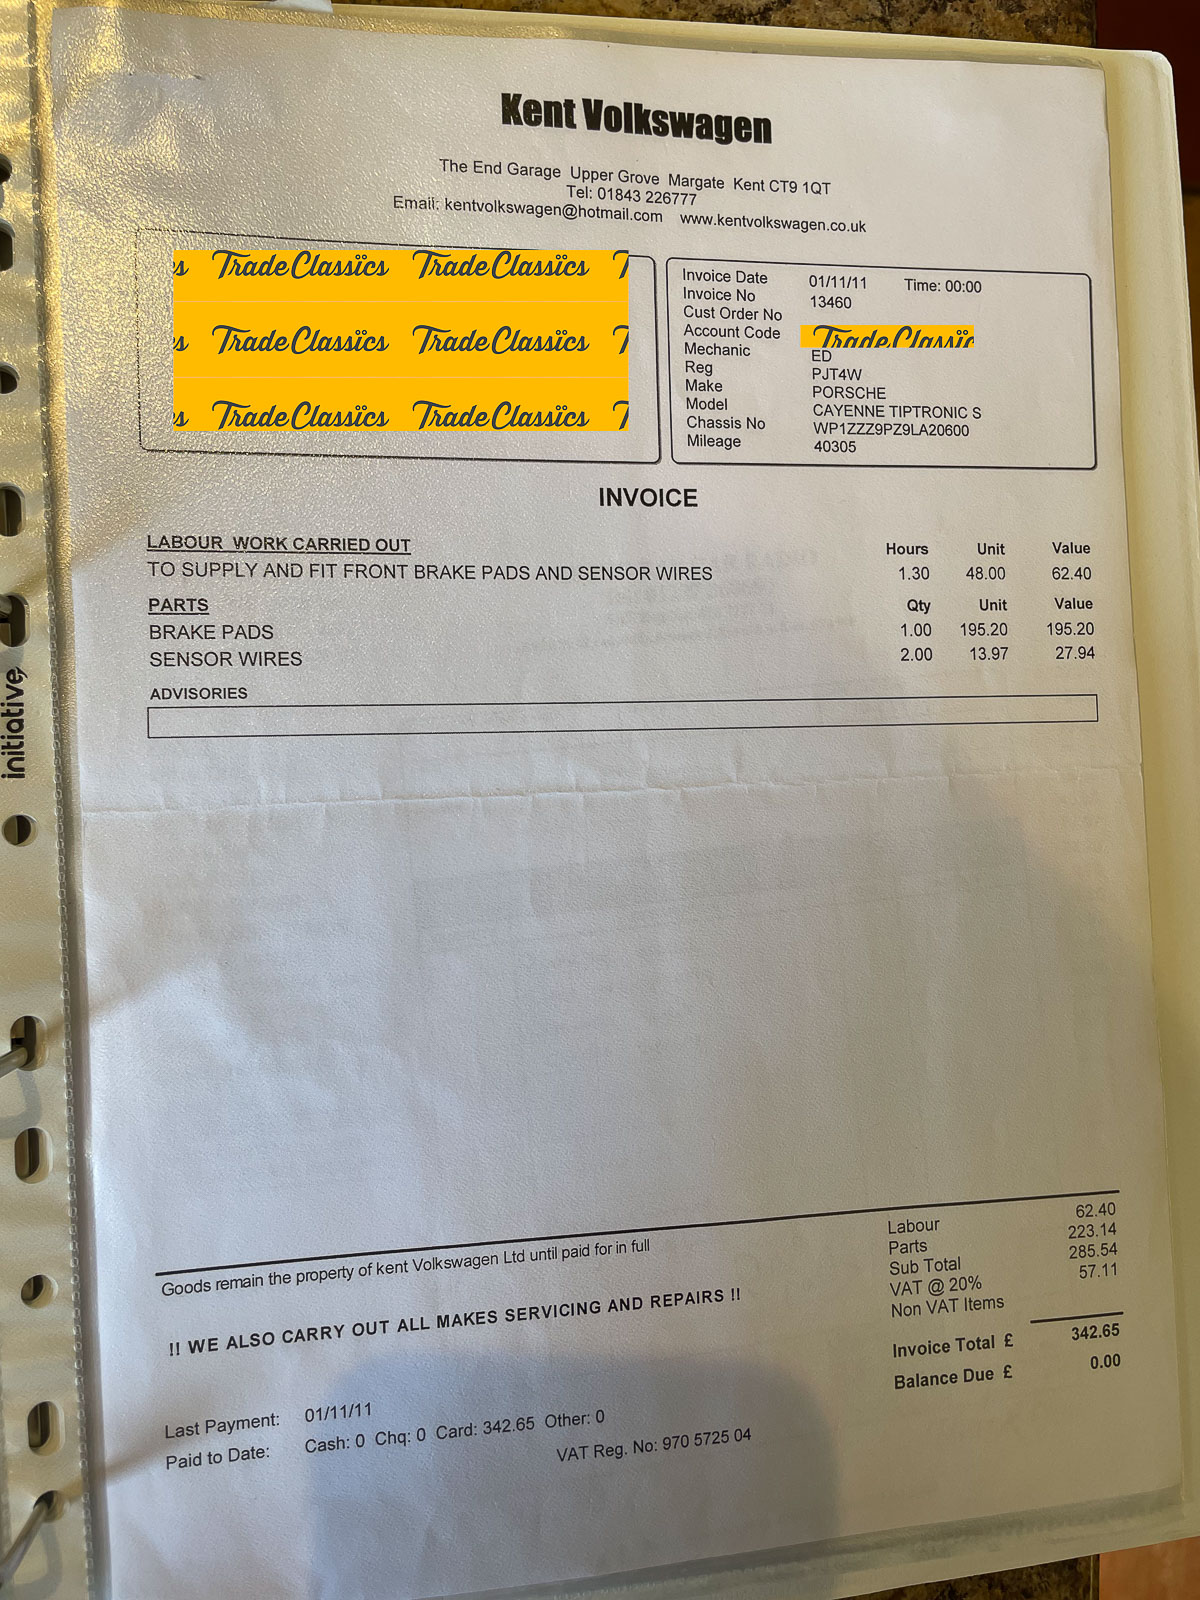 Kent Volkswagen
The End Garage Upper Grove Margate Kent CT9 1QT
Tel: 01843 226777
Email: kentvolkswagen@hotmail.com www.kentvolkswagen.co.uk
s TradeClassics TradeClassics T
s TradeClassics TradeClassics T
s TradeClassics TradeClassics T
Invoice Date 01/11/11 Time: 00:00
Invoice No 13460
Cust Order No
Account Code TradeClassic
Mechanic ED
Reg PJT4W
Make PORSCHE
Model CAYENNE TIPTRONIC S
Chassis No WP1ZZZ9PZ9LA20600
Mileage 40305
INVOICE
LABOUR WORK CARRIED OUT Hours Unit Value
TO SUPPLY AND FIT FRONT BRAKE PADS AND SENSOR WIRES 1.30 48.00 62.40
PARTS Qty Unit Value
BRAKE PADS 1.00 195.20 195.20
SENSOR WIRES 2.00 13.97 27.94
ADVISORIES
initiative
Labour 62.40
Parts 223.14
Sub Total 285.54
VAT @ 20% 57.11
Non VAT Items
Invoice Total £ 342.65
Balance Due £ 0.00
Goods remain the property of kent Volkswagen Ltd until paid for in full
!! WE ALSO CARRY OUT ALL MAKES SERVICING AND REPAIRS !!
Last Payment: 01/11/11
Paid to Date: Cash: 0 Chq: 0 Card: 342.65 Other: 0
VAT Reg. No: 970 5725 04